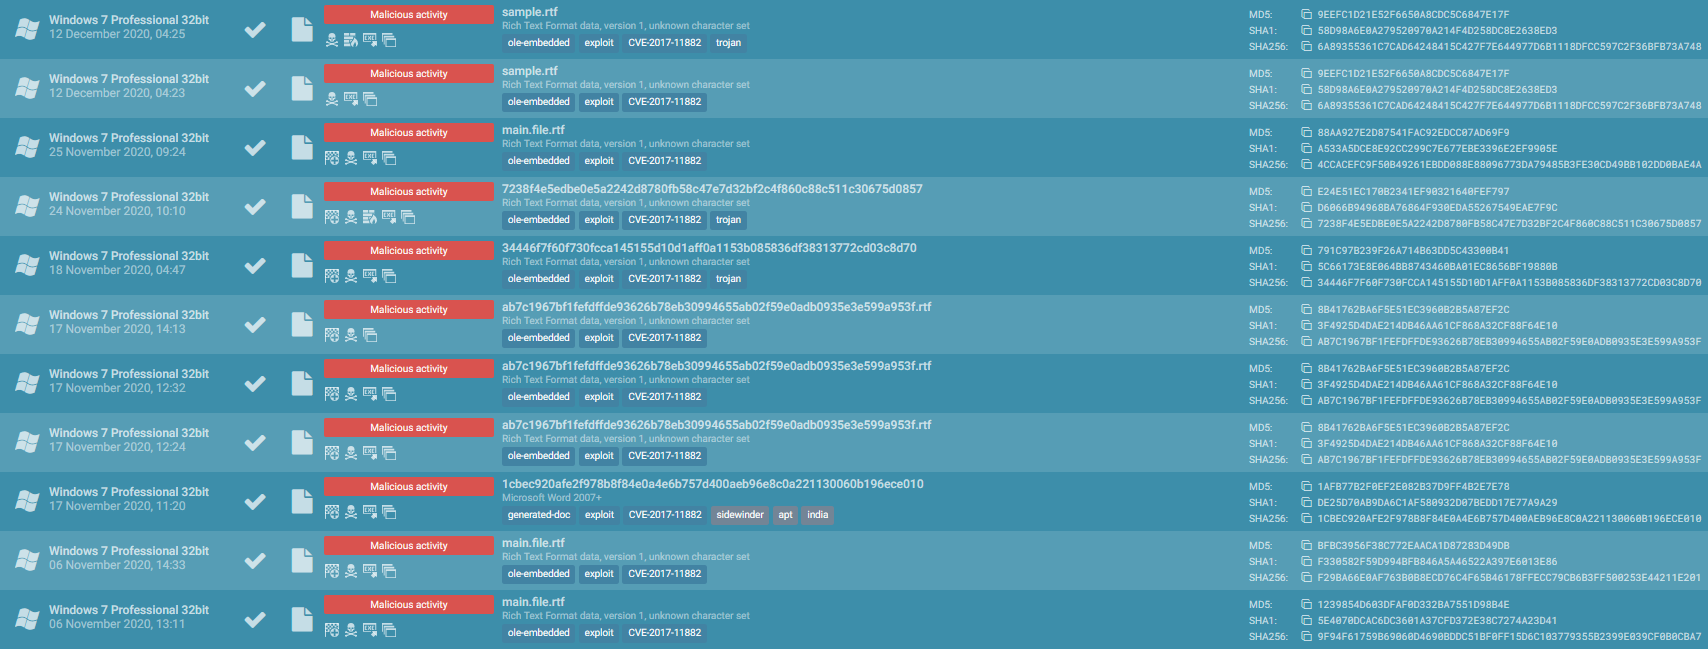 Windows 7 Professional 32bit
12 December 2020, 04:25
Malicious activity
sample.rtf
Rich Text Format data, version 1, unknown character set
ole-embedded exploit CVE-2017-11882 trojan
MD5: 9EEFC1D21E52F6650A8CDC5C6847E17F
SHA1: 58D98A6E0A279520970A214F4D258DC8E2638ED3
SHA256: 6A89355361C7CAD64248415C427F7E644977D6B1118DFCC597C2F36BFB73A748
Windows 7 Professional 32bit
12 December 2020, 04:23
Malicious activity
sample.rtf
Rich Text Format data, version 1, unknown character set
ole-embedded exploit CVE-2017-11882
MD5: 9EEFC1D21E52F6650A8CDC5C6847E17F
SHA1: 58D98A6E0A279520970A214F4D258DC8E2638ED3
SHA256: 6A89355361C7CAD64248415C427F7E644977D6B1118DFCC597C2F36BFB73A748
Windows 7 Professional 32bit
25 November 2020, 09:24
Malicious activity
main.file.rtf
Rich Text Format data, version 1, unknown character set
ole-embedded exploit CVE-2017-11882
MD5: 88AA927E2D87541FAC92EDCC07AD69F9
SHA1: A533A5DCE8E92CC299C7E677EBE3396E2EF9905E
SHA256: 4CCACEFC9F50B49261EBDD088E88096773DA79485B3FE30CD49BB102DD0BAE4A
Windows 7 Professional 32bit
24 November 2020, 10:10
Malicious activity
7238f4e5edbe0e5a2242d8780fb58c47e7d32bf2c4f860c88c511c30675d0857
Rich Text Format data, version 1, unknown character set
ole-embedded exploit CVE-2017-11882 trojan
MD5: E24E51EC170B2341EF90321640FEF797
SHA1: D6066B94968BA76864F930EDA55267549EAE7F9C
SHA256: 7238F4E5EDBE0E5A2242D8780FB58C47E7D32BF2C4F860C88C511C30675D0857
Windows 7 Professional 32bit
18 November 2020, 04:47
Malicious activity
34446f7f60f730fcca145155d10d1aff0a1153b085836df38313772cd03c8d70
Rich Text Format data, version 1, unknown character set
ole-embedded exploit CVE-2017-11882 trojan
MD5: 791C97B239F26A714B63DD5C43300B41
SHA1: 5C66173E8E064BB8743460BA01EC8656BF19880B
SHA256: 34446F7F60F730FCCA145155D10D1AFF0A1153B085836DF38313772CD03C8D70
Windows 7 Professional 32bit
17 November 2020, 14:13
Malicious activity
ab7c1967bf1fefdffde93626b78eb30994655ab02f59e0adb0935e3e599a953f.rtf
Rich Text Format data, version 1, unknown character set
ole-embedded exploit CVE-2017-11882
MD5: 8B41762BA6F5E51EC3960B2B5A87EF2C
SHA1: 3F4925D4DAE214DB46AA61CF868A32CF88F64E10
SHA256: AB7C1967BF1FEFDFFDE93626B78EB30994655AB02F59E0ADB0935E3E599A953F
Windows 7 Professional 32bit
17 November 2020, 12:32
Malicious activity
ab7c1967bf1fefdffde93626b78eb30994655ab02f59e0adb0935e3e599a953f.rtf
Rich Text Format data, version 1, unknown character set
ole-embedded exploit CVE-2017-11882
MD5: 8B41762BA6F5E51EC3960B2B5A87EF2C
SHA1: 3F4925D4DAE214DB46AA61CF868A32CF88F64E10
SHA256: AB7C1967BF1FEFDFFDE93626B78EB30994655AB02F59E0ADB0935E3E599A953F
Windows 7 Professional 32bit
17 November 2020, 12:24
Malicious activity
ab7c1967bf1fefdffde93626b78eb30994655ab02f59e0adb0935e3e599a953f.rtf
Rich Text Format data, version 1, unknown character set
ole-embedded exploit CVE-2017-11882
MD5: 8B41762BA6F5E51EC3960B2B5A87EF2C
SHA1: 3F4925D4DAE214DB46AA61CF868A32CF88F64E10
SHA256: AB7C1967BF1FEFDFFDE93626B78EB30994655AB02F59E0ADB0935E3E599A953F
Windows 7 Professional 32bit
17 November 2020, 11:20
Malicious activity
1cbec920afe2f978b8f84e0a4e6b757d400aeb96e8c0a221130060b196ece010
Microsoft Word 2007+
generated-doc exploit CVE-2017-11882 sidewinder apt india
MD5: 1AFB77B2F0EF2E082B37D9FF4B2E7E78
SHA1: DE25D70AB9DA6C1AF580932D07BEDD17E77A9A29
SHA256: 1CBEC920AFE2F978B8F84E0A4E6B757D400AEB96E8C0A221130060B196ECE010
Windows 7 Professional 32bit
06 November 2020, 14:33
Malicious activity
main.file.rtf
Rich Text Format data, version 1, unknown character set
ole-embedded exploit CVE-2017-11882
MD5: BFBC3956F38C772EAACA1D87283D49DB
SHA1: F330582F59D994BFB846A5A46522A397E6013E86
SHA256: F29BA66E0AF763B0B8ECD76C4F65B46178FFECC79CB6B3FF500253E44211E201
Windows 7 Professional 32bit
06 November 2020, 13:11
Malicious activity
main.file.rtf
Rich Text Format data, version 1, unknown character set
ole-embedded exploit CVE-2017-11882
MD5: 1239854D603DFAF0D332BA7551D98B4E
SHA1: 5E4070DCAC6DC3601A37CFD372E38C7274A23D41
SHA256: 9F94F61759B69060D4690BDDC51BF0FF15D6C103779355B2399E039CF0B0CBA7